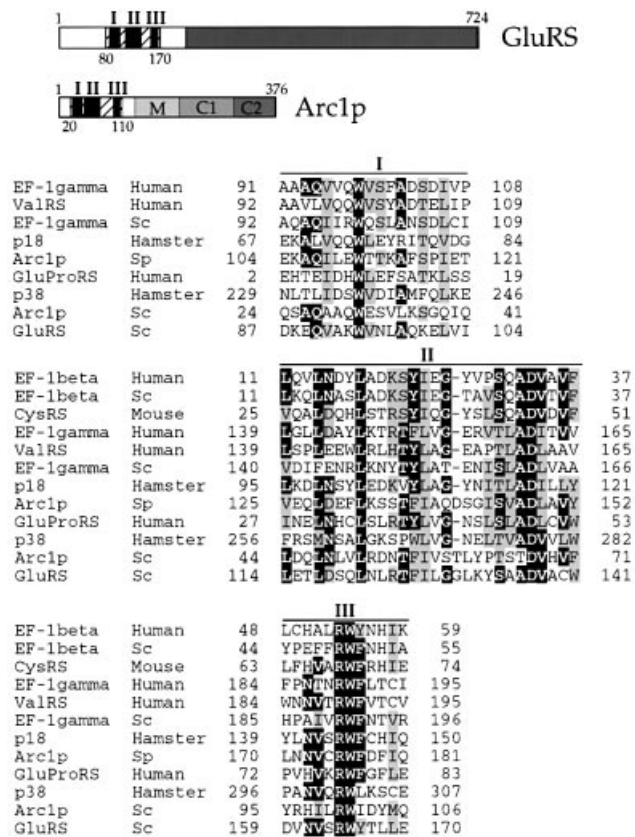 1 I II III 724
GluRS
80 170
1 I II III 376
M C1 C2 Arc1p
20 110
I
EF-1gamma Human 91 AAAQVVQWVSFADSDIVP 108
ValRS Human 92 AAVLVQQWVSYADTELIP 109
EF-1gamma Sc 92 AQAQIIRWQSLANSDLCI 109
p18 Hamster 67 EKALVQQWLEYRITQVDG 84
Arc1p Sp 104 EKAQILEWTTKAFSPIET 121
GluProRS Human 2 EHTEIDHWLEFSATKLSS 19
p38 Hamster 229 NLTLIDSWVDIAMFQLKE 246
Arc1p Sc 24 QSAQAAQWESVLKSGQIQ 41
GluRS Sc 87 DKEQVAKWVNLAQKELVI 104
II
EF-1beta Human 11 LQVLNDYLADKSYIEG-YVPSQADVAVF 37
EF-1beta Sc 11 LKQLNASLADKSYIEG-TAVSQADVTVF 37
CysRS Mouse 25 VQALDQHLSTRSYIQG-YSLSQADVDVF 51
EF-1gamma Human 139 LGLLDAYLKTRTFLVG-ERVTLADITVV 165
ValRS Human 139 LSPLEEWLRLHTYLAG-EAPTLADLAAV 165
EF-1gamma Sc 140 VDIFENRLKNYTYLAT-ENISLADLVAA 166
p18 Hamster 95 LKDLNSYLEDKVYLAG-YNITLADILLY 121
Arc1p Sp 125 VEQLDEFLKSSTFIAQDSGISVADLAVY 152
GluProRS Human 27 INELNHCLSLRTYLVG-NSLSLADLCVW 53
p38 Hamster 256 FRSMNSALGKSPWLVG-NELTVADVVLW 282
Arc1p Sc 44 LDQLNLVLRDNTFIVSTLYPTSTDVHVF 71
GluRS Sc 114 LETLDSQLNLRTFILGGLKYSAADVACW 141
III
EF-1beta Human 48 LCHALRWYNHIK 59
EF-1beta Sc 44 YPEFFRWFNHIA 55
CysRS Mouse 63 LFHVARWFRHIE 74
EF-1gamma Human 184 FPNTNRWFLTCI 195
ValRS Human 184 WNNVTRWFVTCV 195
EF-1gamma Sc 185 HPAIVRWFNTVR 196
p18 Hamster 139 YLNVSRWFCHIQ 150
Arc1p Sp 170 LNNVCRWFDFIQ 181
GluProRS Human 72 PVHVKRWFGFLE 83
p38 Hamster 296 PANVQRWLKSCE 307
Arc1p Sc 95 YRHILRWIDYMQ 106
GluRS Sc 159 DVNVSRWYTLLE 170